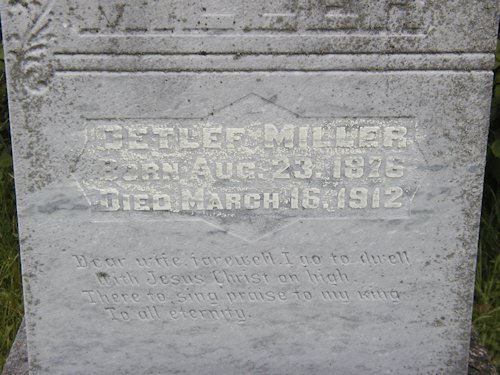 DETLEF MILLER
BORN AUG. 23. 1826
DIED MARCH 16. 1912
Dear wife farewell, I go to dwell
With Jesus Christ on high
There to sing praise to my king
To all eternity.